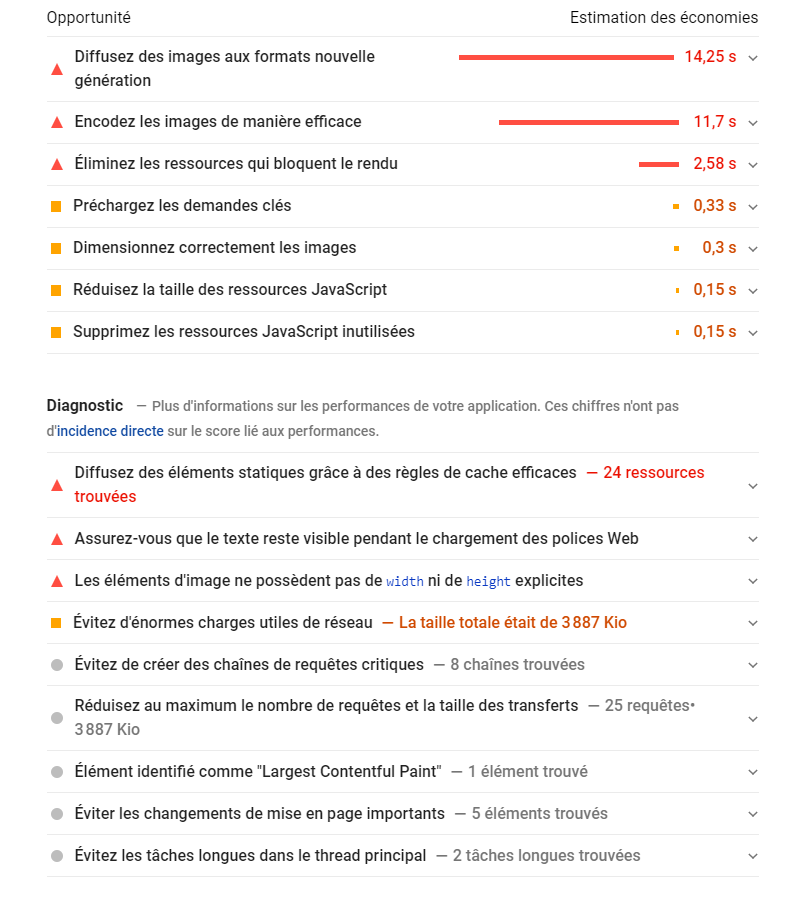 Opportunité Estimation des économies
Diffusez des images aux formats nouvelle 14,25 s
génération
Encodez les images de manière efficace 11,7 s
Éliminez les ressources qui bloquent le rendu 2,58 s
Préchargez les demandes clés 0,33 s
Dimensionnez correctement les images 0,3 s
Réduisez la taille des ressources JavaScript 0,15 s
Supprimez les ressources JavaScript inutilisées 0,15 s
Diagnostic — Plus d'informations sur les performances de votre application. Ces chiffres n'ont pas
d'incidence directe sur le score lié aux performances.
Diffusez des éléments statiques grâce à des règles de cache efficaces — 24 ressources
trouvées
Assurez-vous que le texte reste visible pendant le chargement des polices Web
Les éléments d'image ne possèdent pas de width ni de height explicites
Évitez d'énormes charges utiles de réseau — La taille totale était de 3 887 Kio
Évitez de créer des chaînes de requêtes critiques — 8 chaînes trouvées
Réduisez au maximum le nombre de requêtes et la taille des transferts — 25 requêtes•
3 887 Kio
Élément identifié comme "Largest Contentful Paint" — 1 élément trouvé
Éviter les changements de mise en page importants — 5 éléments trouvés
Évitez les tâches longues dans le thread principal — 2 tâches longues trouvées